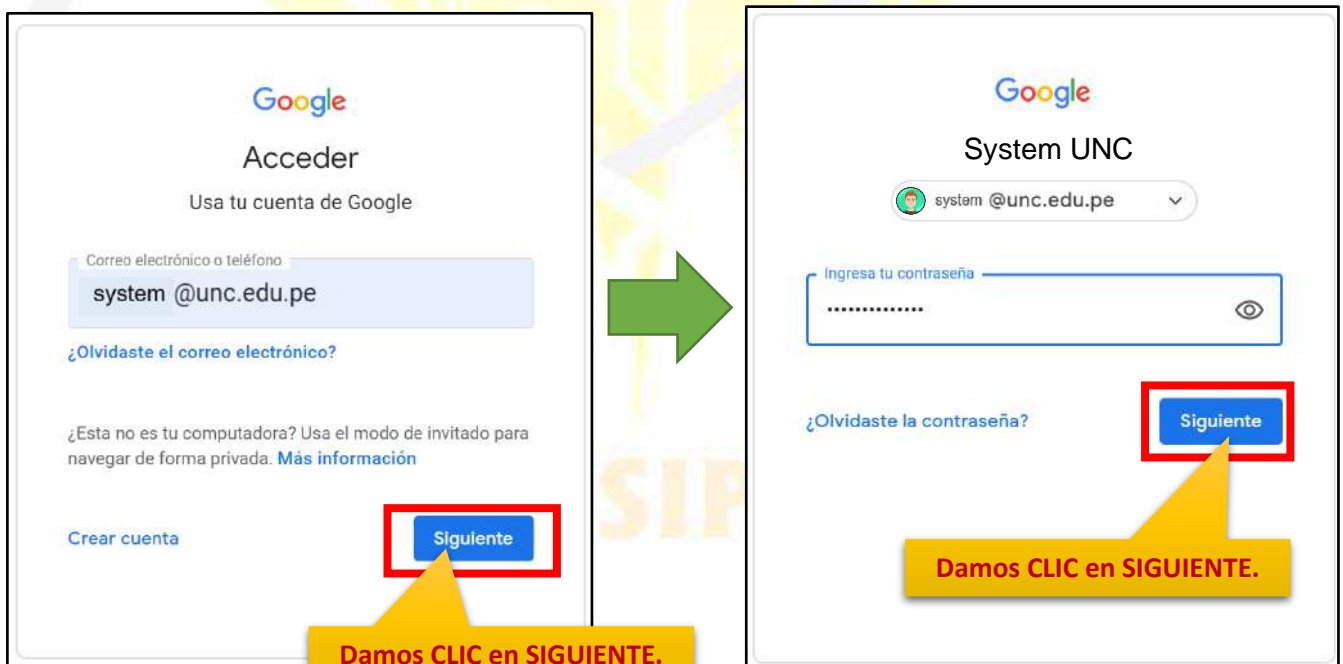 Google
Acceder
Usa tu cuenta de Google
Correo electrónico o teléfono
system @unc.edu.pe
¿Olvidaste el correo electrónico?
¿Esta no es tu computadora? Usa el modo de invitado para
navegar de forma privada. Más información
Crear cuenta
Siguiente
Damos CLIC en SIGUIENTE.
Google
System UNC
system @unc.edu.pe
Ingresa tu contraseña
••••••••••••••
¿Olvidaste la contraseña?
Siguiente
Damos CLIC en SIGUIENTE.